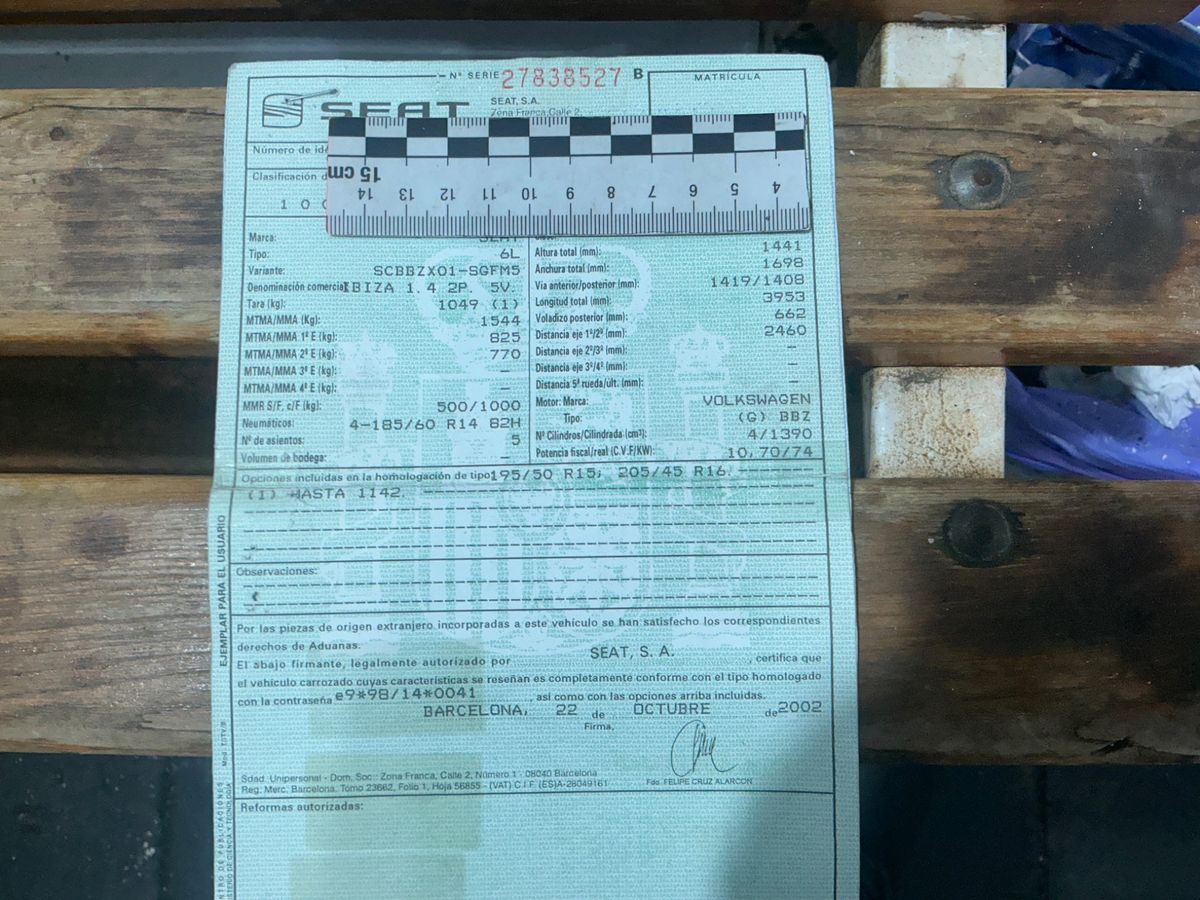 Nº SERIE 27838527 B
MATRÍCULA
SEAT
SEAT, S.A.
Zona Franca, Calle 2,
Número de
Clasificación
100
15 cm
14 13 12 11 10 9 8 7 6 5 4
Marca: SEAT
Tipo: 6L
Variante: SCBBZX01-SGFM5
Denominación comercial IBIZA 1.4 2P. 5V.
Tara (kg): 1049 (1)
MTMA/MMA (Kg): 1544
MTMA/MMA 1º E (kg): 825
MTMA/MMA 2º E (kg): 770
MTMA/MMA 3º E (kg): —
MTMA/MMA 4º E (kg): —
MMR S/F, c/F (kg): 500/1000
Neumáticos: 4-185/60 R14 82H
Nº de asientos: 5
Volumen de bodega: —
Altura total (mm): 1441
Anchura total (mm): 1698
Vía anterior/posterior (mm): 1419/1408
Longitud total (mm): 3953
Voladizo posterior (mm): 662
Distancia eje 1º/2º (mm): 2460
Distancia eje 2º/3º (mm): —
Distancia eje 3º/4º (mm): —
Distancia 5ª rueda/últ. (mm): —
Motor: Marca: VOLKSWAGEN
Tipo: (G) BBZ
Nº Cilindros/Cilindrada (cm³): 4/1390
Potencia fiscal/real (C.V.F/KW): 10,70/74
Opciones incluidas en la homologación de tipo 195/50 R15; 205/45 R16.
(1) HASTA 1142.
Observaciones:
Por las piezas de origen extranjero incorporadas a este vehículo se han satisfecho los correspondientes
derechos de Aduanas.
El abajo firmante, legalmente autorizado por SEAT, S. A. , certifica que
el vehículo carrozado cuyas características se reseñan es completamente conforme con el tipo homologado
con la contraseña e9*98/14*0041 , así como con las opciones arriba incluidas.
BARCELONA, 22 de OCTUBRE de 2002
Firma,
Sdad. Unipersonal - Dom. Soc.: Zona Franca, Calle 2, Número 1 - 08040 Barcelona
Reg. Merc. Barcelona, Tomo 23662, Folio 1, Hoja 56855 - (VAT) C.I.F. (ES)A-28049161
Fdo. FELIPE CRUZ ALARCON
Reformas autorizadas:
EJEMPLAR PARA EL USUARIO